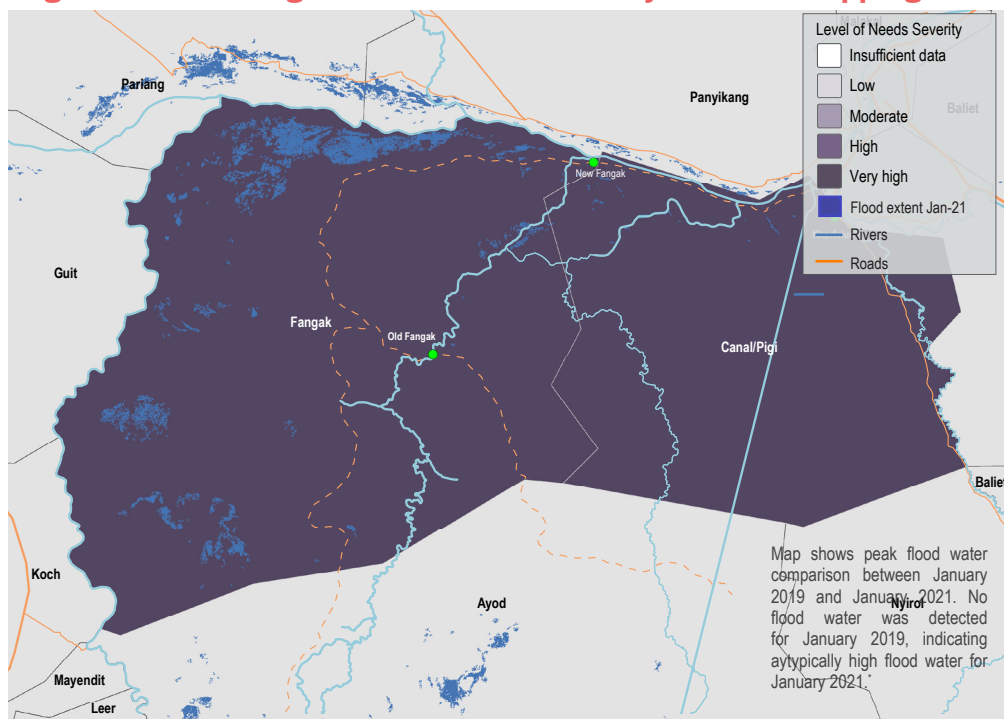 Level of Needs Severity
Insufficient data
Low
Moderate
High
Very high
Flood extent Jan-21
Rivers
Roads
Malakal
Pariang
Panyikang
Baliet
New Fangak
Guit
Fangak
Old Fangak
Canal/Pigi
Baliet
Koch
Ayod
Nyirol
Mayendit
Leer
Map shows peak flood water
comparison between January
2019 and January 2021. No
flood water was detected
for January 2019, indicating
aytypically high flood water for
January 2021.*